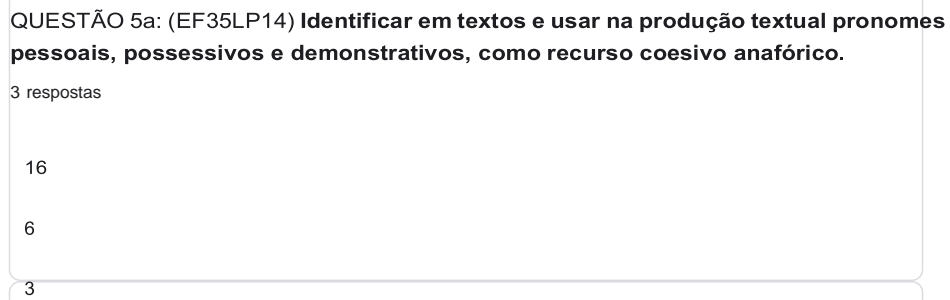 QUESTÃO 5a: (EF35LP14) Identificar em textos e usar na produção textual pronomes
pessoais, possessivos e demonstrativos, como recurso coesivo anafórico.
3 respostas
16
6
3